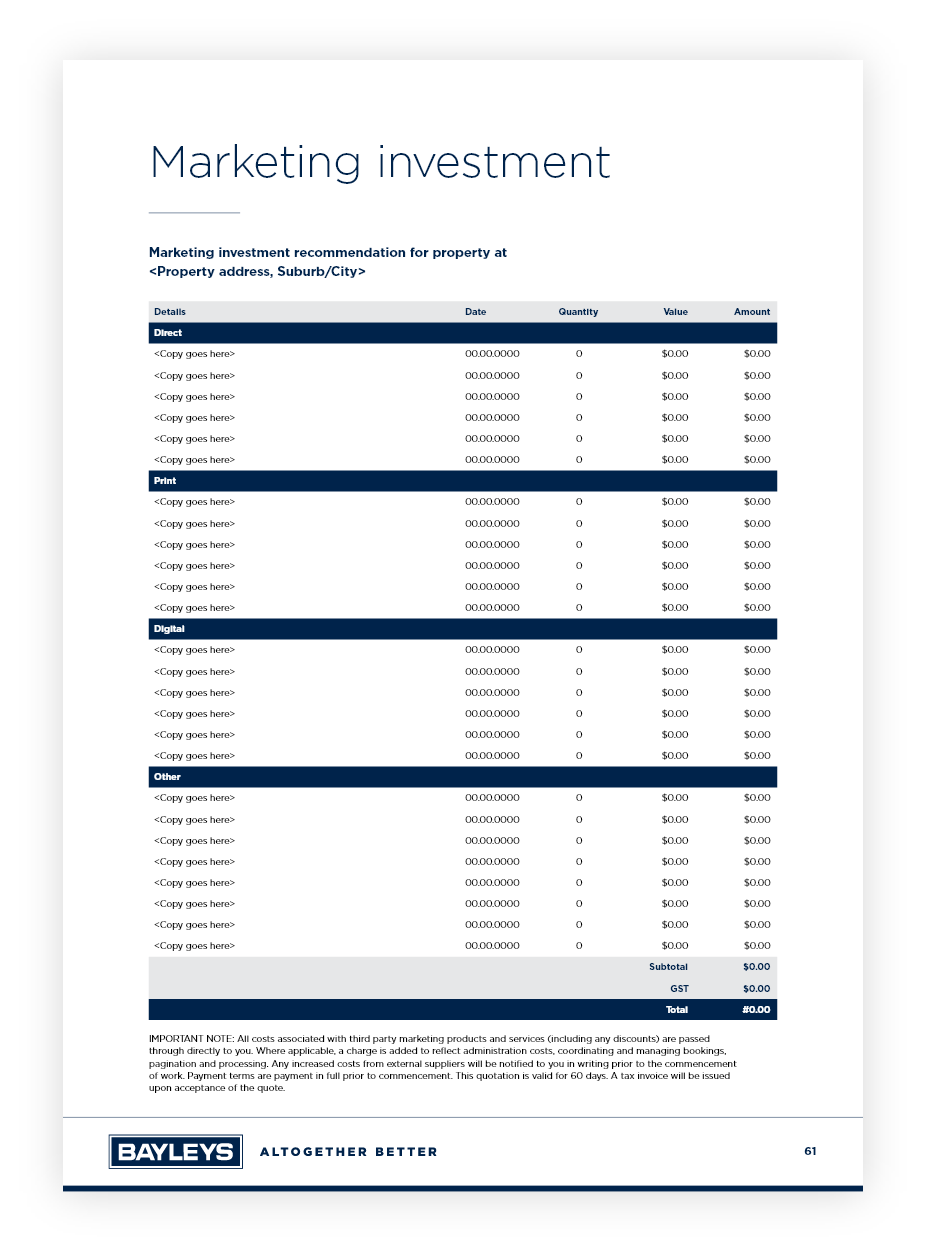 Marketing investment
Marketing investment recommendation for property at
<Property address, Suburb/City>
Details Date Quantity Value Amount
Direct
<Copy goes here> 00.00.0000 0 $0.00 $0.00
<Copy goes here> 00.00.0000 0 $0.00 $0.00
<Copy goes here> 00.00.0000 0 $0.00 $0.00
<Copy goes here> 00.00.0000 0 $0.00 $0.00
<Copy goes here> 00.00.0000 0 $0.00 $0.00
<Copy goes here> 00.00.0000 0 $0.00 $0.00
Print
<Copy goes here> 00.00.0000 0 $0.00 $0.00
<Copy goes here> 00.00.0000 0 $0.00 $0.00
<Copy goes here> 00.00.0000 0 $0.00 $0.00
<Copy goes here> 00.00.0000 0 $0.00 $0.00
<Copy goes here> 00.00.0000 0 $0.00 $0.00
<Copy goes here> 00.00.0000 0 $0.00 $0.00
Digital
<Copy goes here> 00.00.0000 0 $0.00 $0.00
<Copy goes here> 00.00.0000 0 $0.00 $0.00
<Copy goes here> 00.00.0000 0 $0.00 $0.00
<Copy goes here> 00.00.0000 0 $0.00 $0.00
<Copy goes here> 00.00.0000 0 $0.00 $0.00
<Copy goes here> 00.00.0000 0 $0.00 $0.00
Other
<Copy goes here> 00.00.0000 0 $0.00 $0.00
<Copy goes here> 00.00.0000 0 $0.00 $0.00
<Copy goes here> 00.00.0000 0 $0.00 $0.00
<Copy goes here> 00.00.0000 0 $0.00 $0.00
<Copy goes here> 00.00.0000 0 $0.00 $0.00
<Copy goes here> 00.00.0000 0 $0.00 $0.00
<Copy goes here> 00.00.0000 0 $0.00 $0.00
<Copy goes here> 00.00.0000 0 $0.00 $0.00
Subtotal $0.00
GST $0.00
Total #0.00
IMPORTANT NOTE: All costs associated with third party marketing products and services (including any discounts) are passed
through directly to you. Where applicable, a charge is added to reflect administration costs, coordinating and managing bookings,
pagination and processing. Any increased costs from external suppliers will be notified to you in writing prior to the commencement
of work. Payment terms are payment in full prior to commencement. This quotation is valid for 60 days. A tax invoice will be issued
upon acceptance of the quote.
BAYLEYS ALTOGETHER BETTER 61